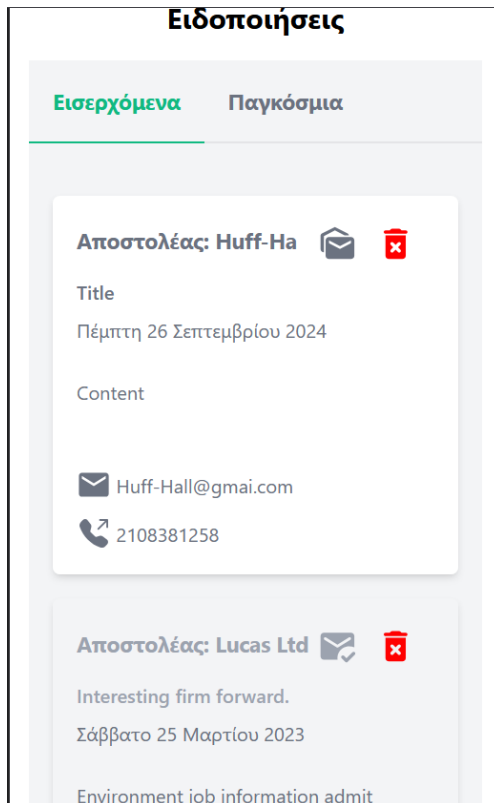 Ειδοποιήσεις
Εισερχόμενα Παγκόσμια
Αποστολέας: Huff-Ha
Title
Πέμπτη 26 Σεπτεμβρίου 2024
Content
Huff-Hall@gmai.com
2108381258
Αποστολέας: Lucas Ltd
Interesting firm forward.
Σάββατο 25 Μαρτίου 2023
Environment job information admit